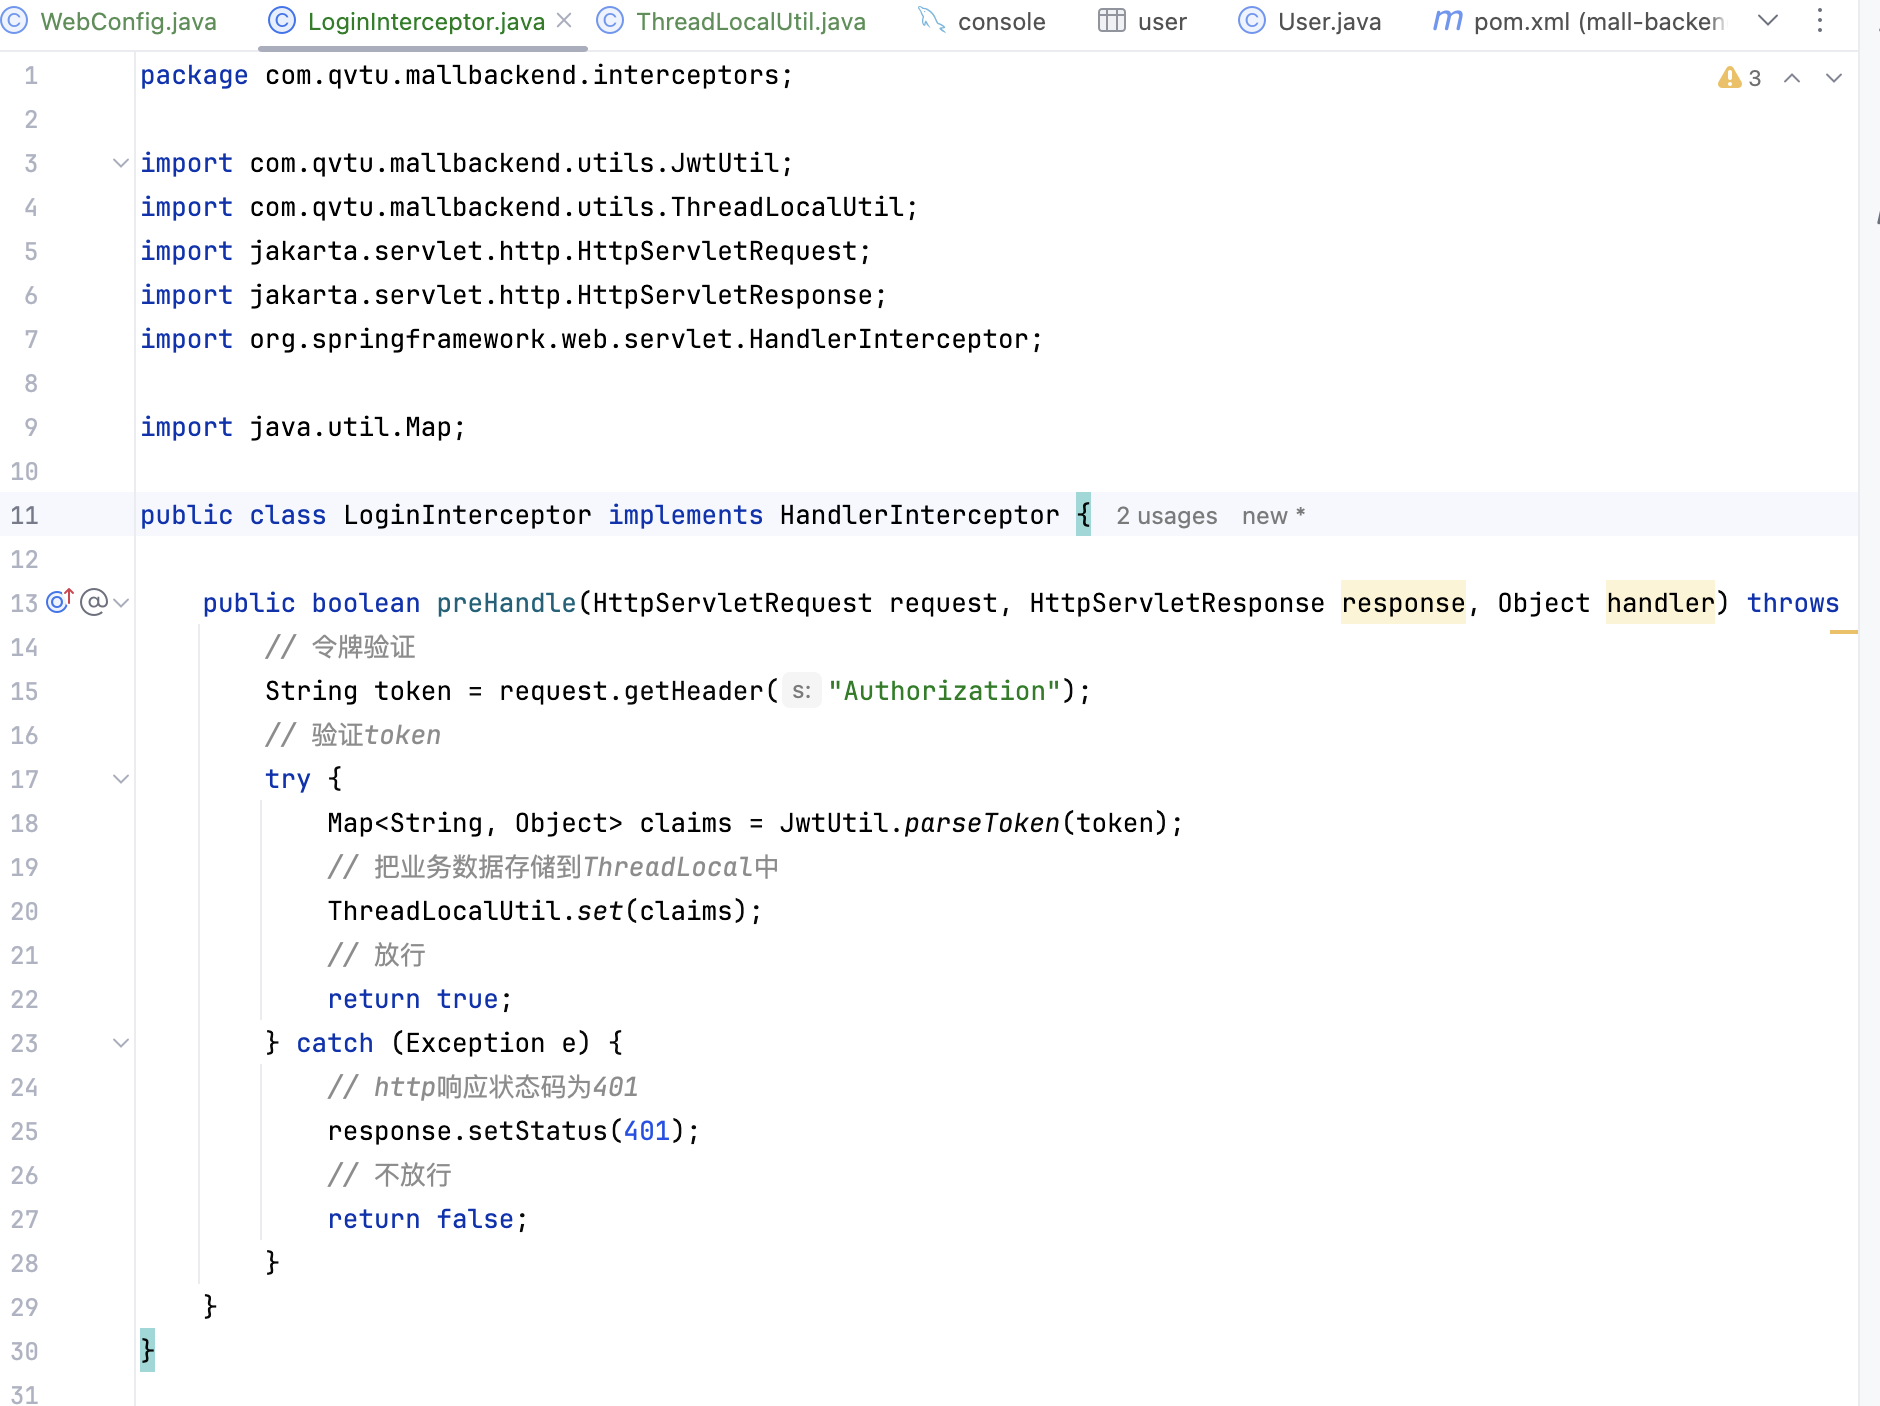 WebConfig.java LoginInterceptor.java ThreadLocalUtil.java console user User.java pom.xml (mall-backen
1 package com.qvtu.mallbackend.interceptors; 3
2
3 import com.qvtu.mallbackend.utils.JwtUtil;
4 import com.qvtu.mallbackend.utils.ThreadLocalUtil;
5 import jakarta.servlet.http.HttpServletRequest;
6 import jakarta.servlet.http.HttpServletResponse;
7 import org.springframework.web.servlet.HandlerInterceptor;
8
9 import java.util.Map;
10
11 public class LoginInterceptor implements HandlerInterceptor { 2 usages new *
12
13 public boolean preHandle(HttpServletRequest request, HttpServletResponse response, Object handler) throws
14 // 令牌验证
15 String token = request.getHeader( s: "Authorization");
16 // 验证token
17 try {
18 Map<String, Object> claims = JwtUtil.parseToken(token);
19 // 把业务数据存储到ThreadLocal中
20 ThreadLocalUtil.set(claims);
21 // 放行
22 return true;
23 } catch (Exception e) {
24 // http响应状态码为401
25 response.setStatus(401);
26 // 不放行
27 return false;
28 }
29 }
30 }
31